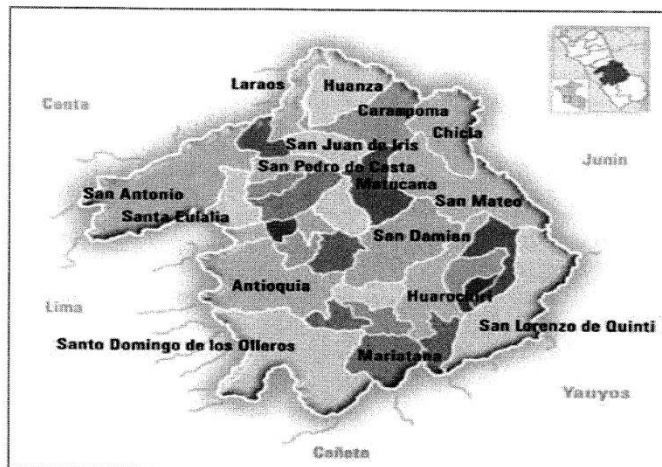 Laraos
Huanza
Canta
Carampoma
Chicla
San Juan de Iris
Junin
San Pedro de Casta
Matucana
San Antonio
San Mateo
Santa Eulalia
San Damian
Antioquia
Huarochiri
Lima
San Lorenzo de Quinti
Santo Domingo de los Olleros
Mariatana
Yauyos
Cañete